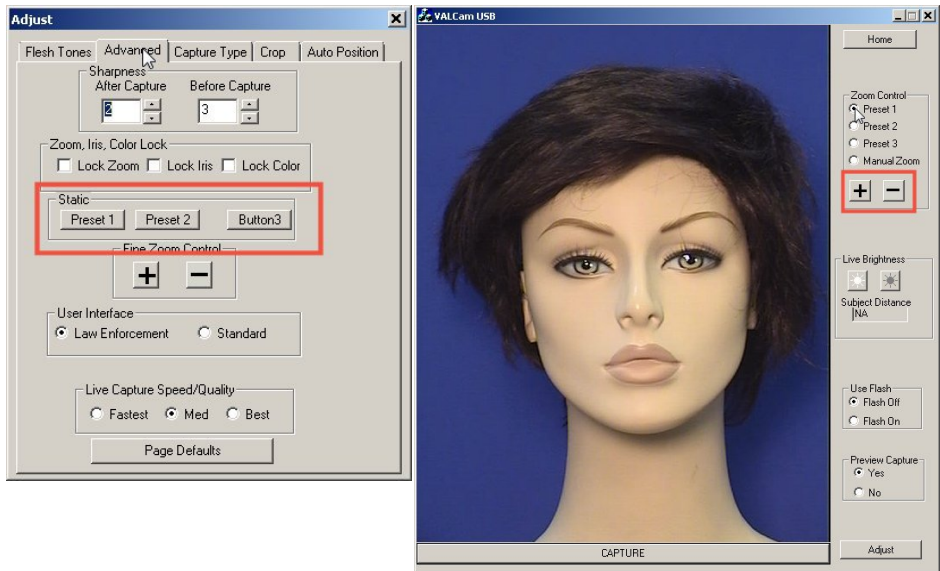 Adjust
Flesh Tones Advanced Capture Type Crop Auto Position
Sharpness
After Capture Before Capture
2 3
Zoom, Iris, Color Lock
Lock Zoom Lock Iris Lock Color
Static
Preset 1 Preset 2 Button3
Fine Zoom Control
+ −
User Interface
Law Enforcement Standard
Live Capture Speed/Quality
Fastest Med Best
Page Defaults
VALCam USB
Home
Zoom Control
Preset 1
Preset 2
Preset 3
Manual Zoom
+ −
Live Brightness
Subject Distance
NA
Use Flash
Flash Off
Flash On
Preview Capture
Yes
No
CAPTURE
Adjust